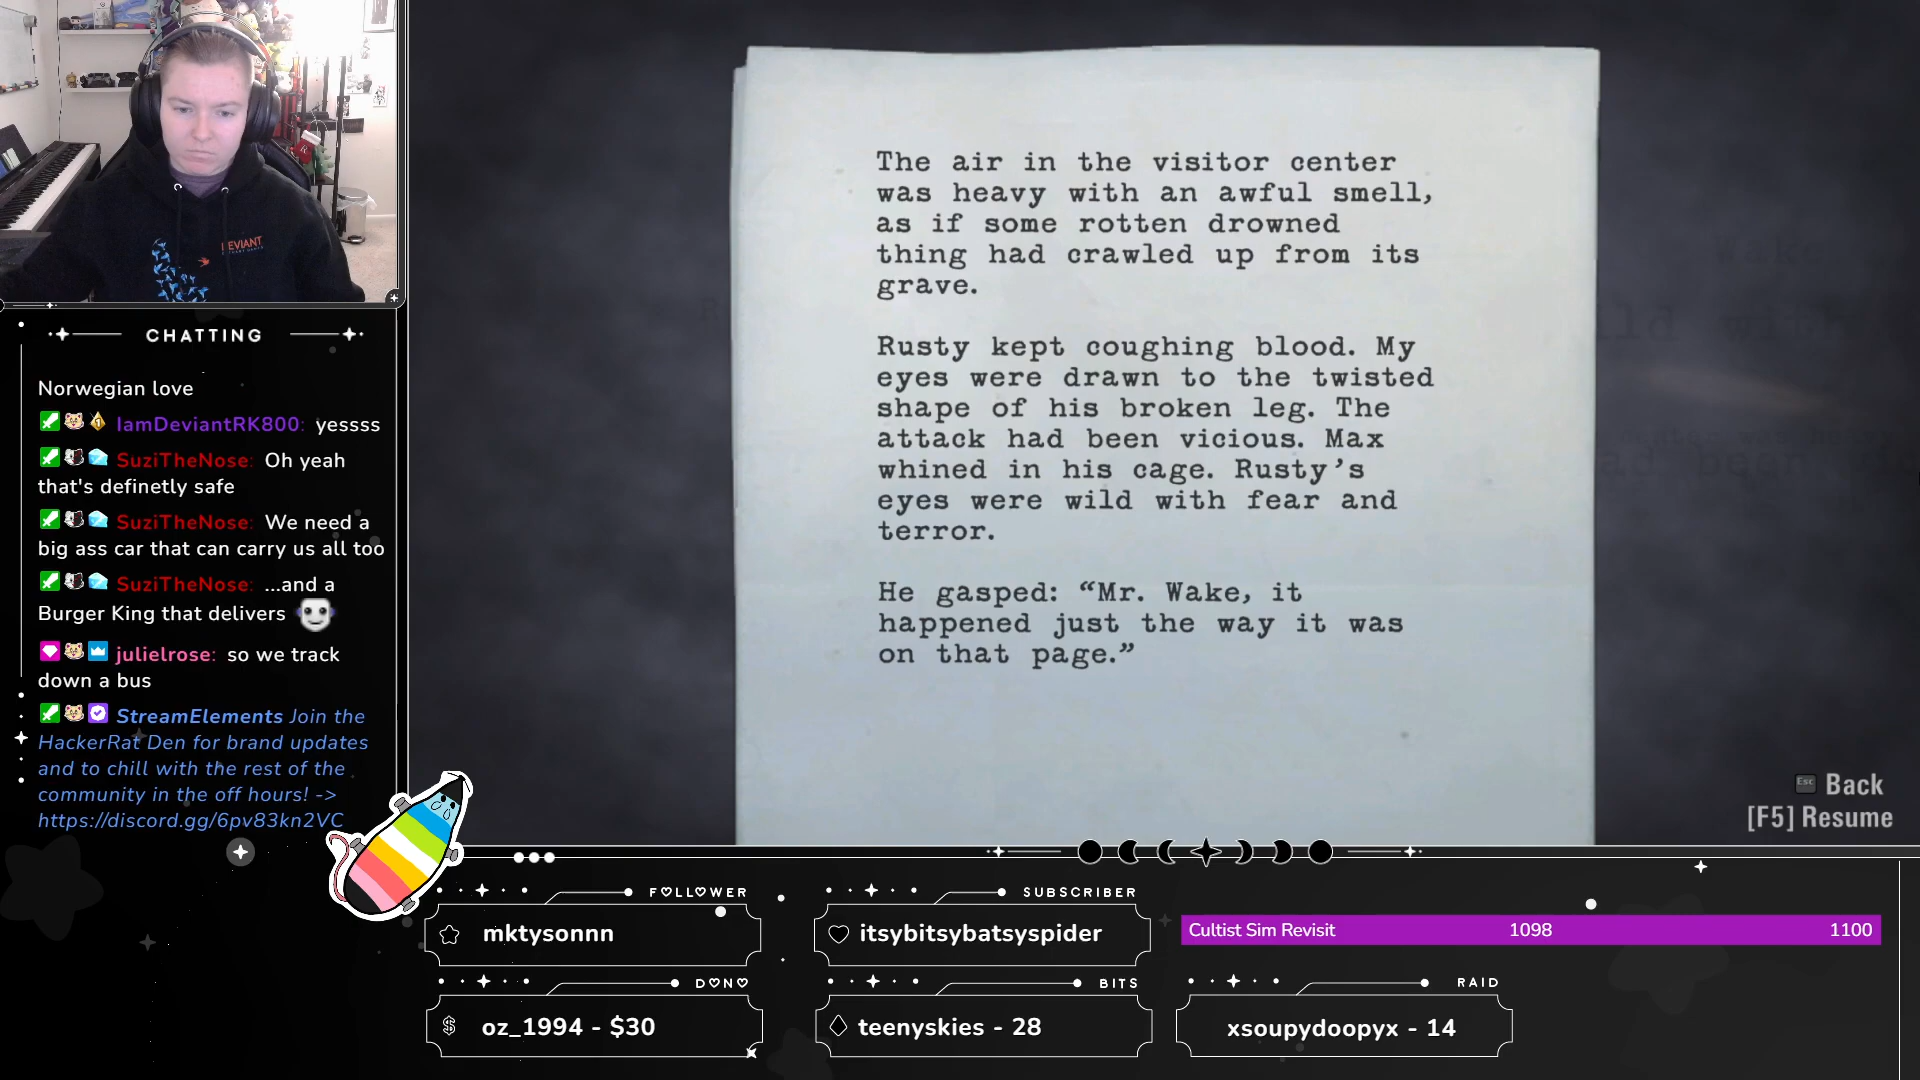 The air in the visitor center
was heavy with an awful smell,
as if some rotten drowned
thing had crawled up from its
grave.
Rusty kept coughing blood. My
eyes were drawn to the twisted
shape of his broken leg. The
attack had been vicious. Max
whined in his cage. Rusty’s
eyes were wild with fear and
terror.
He gasped: “Mr. Wake, it
happened just the way it was
on that page.”
Esc Back
[F5] Resume
CHATTING
Norwegian love
IamDeviantRK800: yessss
SuziTheNose: Oh yeah
that's definetly safe
SuziTheNose: We need a
big ass car that can carry us all too
SuziTheNose: ...and a
Burger King that delivers
julielrose: so we track
down a bus
StreamElements Join the
HackerRat Den for brand updates
and to chill with the rest of the
community in the off hours! ->
https://discord.gg/6pv83kn2VC
FOLLOWER
mktysonnn
SUBSCRIBER
itsybitsybatsyspider
Cultist Sim Revisit 1098 1100
DONO
oz_1994 - $30
BITS
teenyskies - 28
RAID
xsoupydoopyx - 14